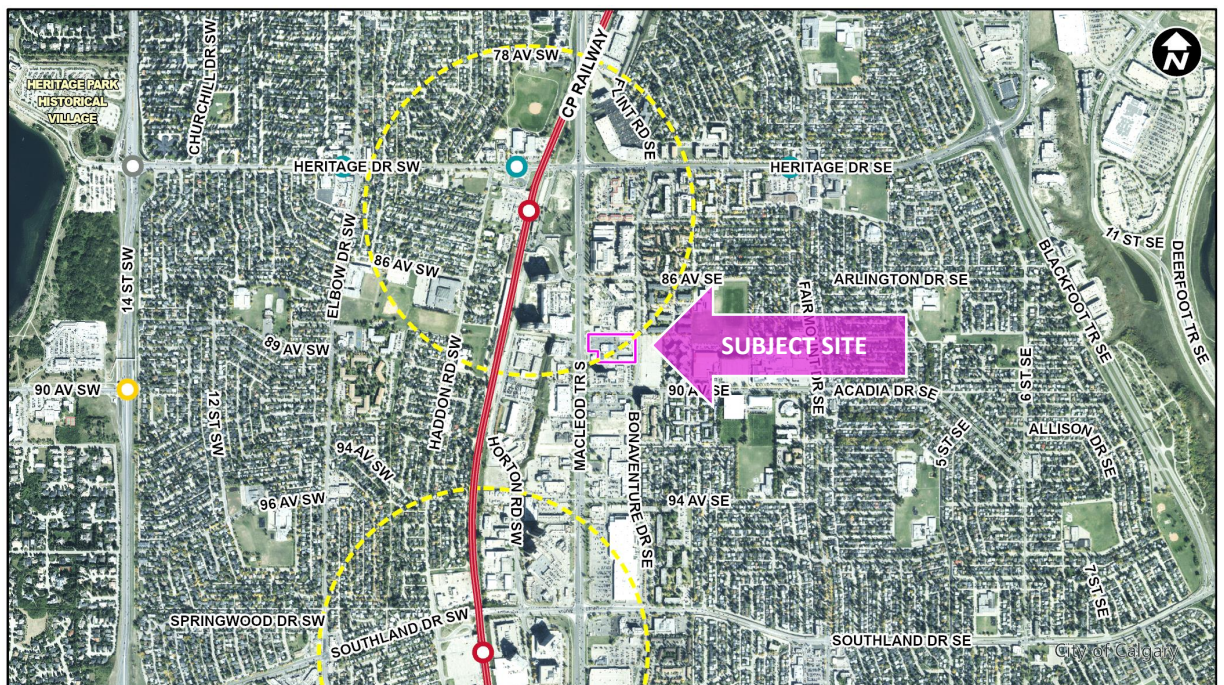 78 AV SW
CP RAILWAY
FLINT RD SE
CHURCHILL DR SW
HERITAGE PARK
HISTORICAL
VILLAGE
N
HERITAGE DR SW
HERITAGE DR SE
14 ST SW
ELBOW DR SW
86 AV SW
86 AV SE
ARLINGTON DR SE
FAIRMOUNT DR SE
BLACKFOOT TR SE
11 ST SE
DEERFOOT TR SE
89 AV SW
HADDON RD SW
MACLEOD TR S
SUBJECT SITE
90 AV SW
90 AV SE
ACADIA DR SE
6 ST SE
12 ST SW
94 AV SW
HORTON RD SW
BONAVENTURE DR SE
5 ST SE
ALLISON DR SE
96 AV SW
94 AV SE
7 ST SE
SPRINGWOOD DR SW
SOUTHLAND DR SW
SOUTHLAND DR SE
City of Calgary